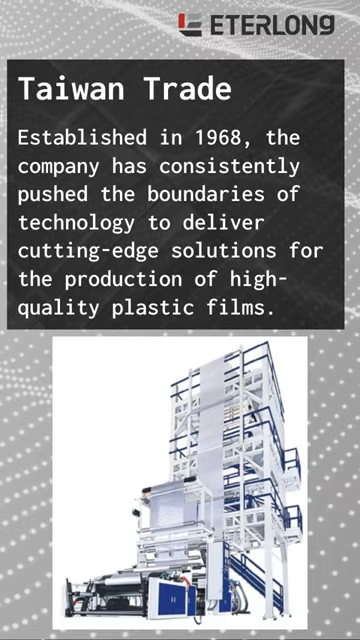 ETERLONG
Taiwan Trade
Established in 1968, the
company has consistently
pushed the boundaries of
technology to deliver
cutting-edge solutions for
the production of high-
quality plastic films.